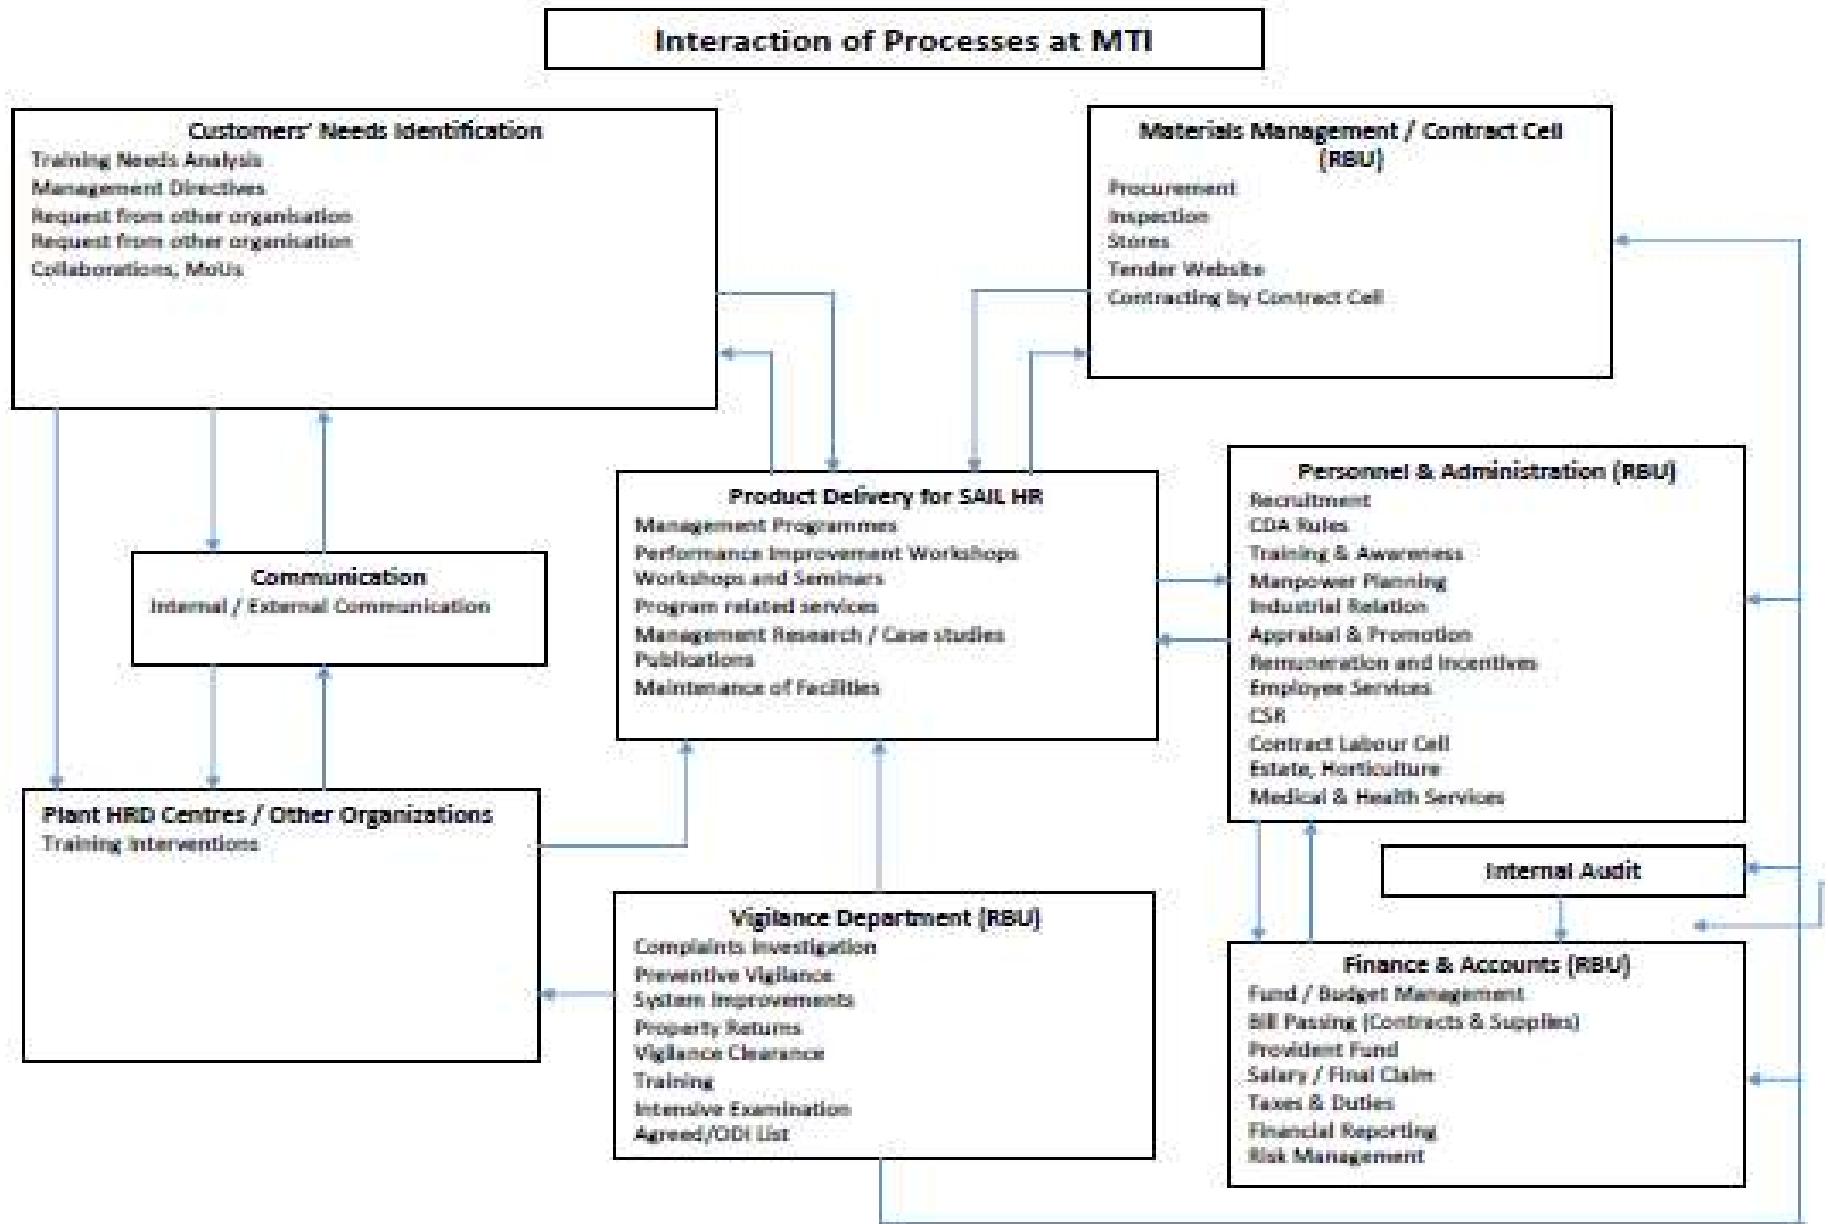 Interaction of Processes at MTI
Customers' Needs Identification
Training Needs Analysis
Management Directives
Request from other organisation
Request from other organisation
Collaborations, MoUs
Materials Management / Contract Cell
(RBU)
Procurement
Inspection
Stores
Tender Website
Contracting by Contract Cell
Product Delivery for SAIL HR
Management Programmes
Performance Improvement Workshops
Workshops and Seminars
Program related services
Management Research / Case studies
Publications
Maintenance of Facilities
Personnel & Administration (RBU)
Recruitment
CDA Rules
Training & Awareness
Manpower Planning
Industrial Relation
Appraisal & Promotion
Remuneration and Incentives
Employee Services
CSR
Contract Labour Cell
Estate, Horticulture
Medical & Health Services
Communication
Internal / External Communication
Plant HRD Centres / Other Organizations
Training Interventions
Vigilance Department (RBU)
Complaints Investigation
Preventive Vigilance
System Improvements
Property Returns
Vigilance Clearance
Training
Intensive Examination
Agreed/ODI List
Internal Audit
Finance & Accounts (RBU)
Fund / Budget Management
Bill Passing (Contracts & Supplies)
Provident Fund
Salary / Final Claim
Taxes & Duties
Financial Reporting
Risk Management